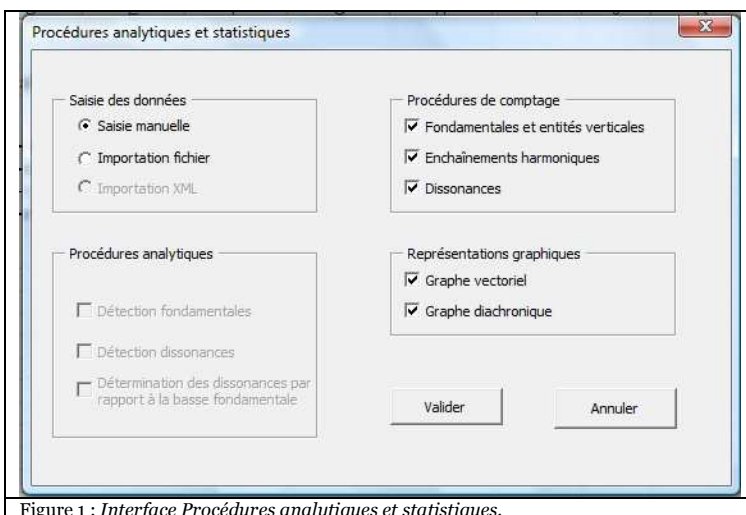 Procédures analytiques et statistiques
Saisie des données
Saisie manuelle
Importation fichier
Importation XML
Procédures de comptage
Fondamentales et entités verticales
Enchaînements harmoniques
Dissonances
Procédures analytiques
Détection fondamentales
Détection dissonances
Détermination des dissonances par
rapport à la basse fondamentale
Représentations graphiques
Graphe vectoriel
Graphe diachronique
Valider
Annuler
Figure 1 : Interface Procédures analytiques et statistiques.